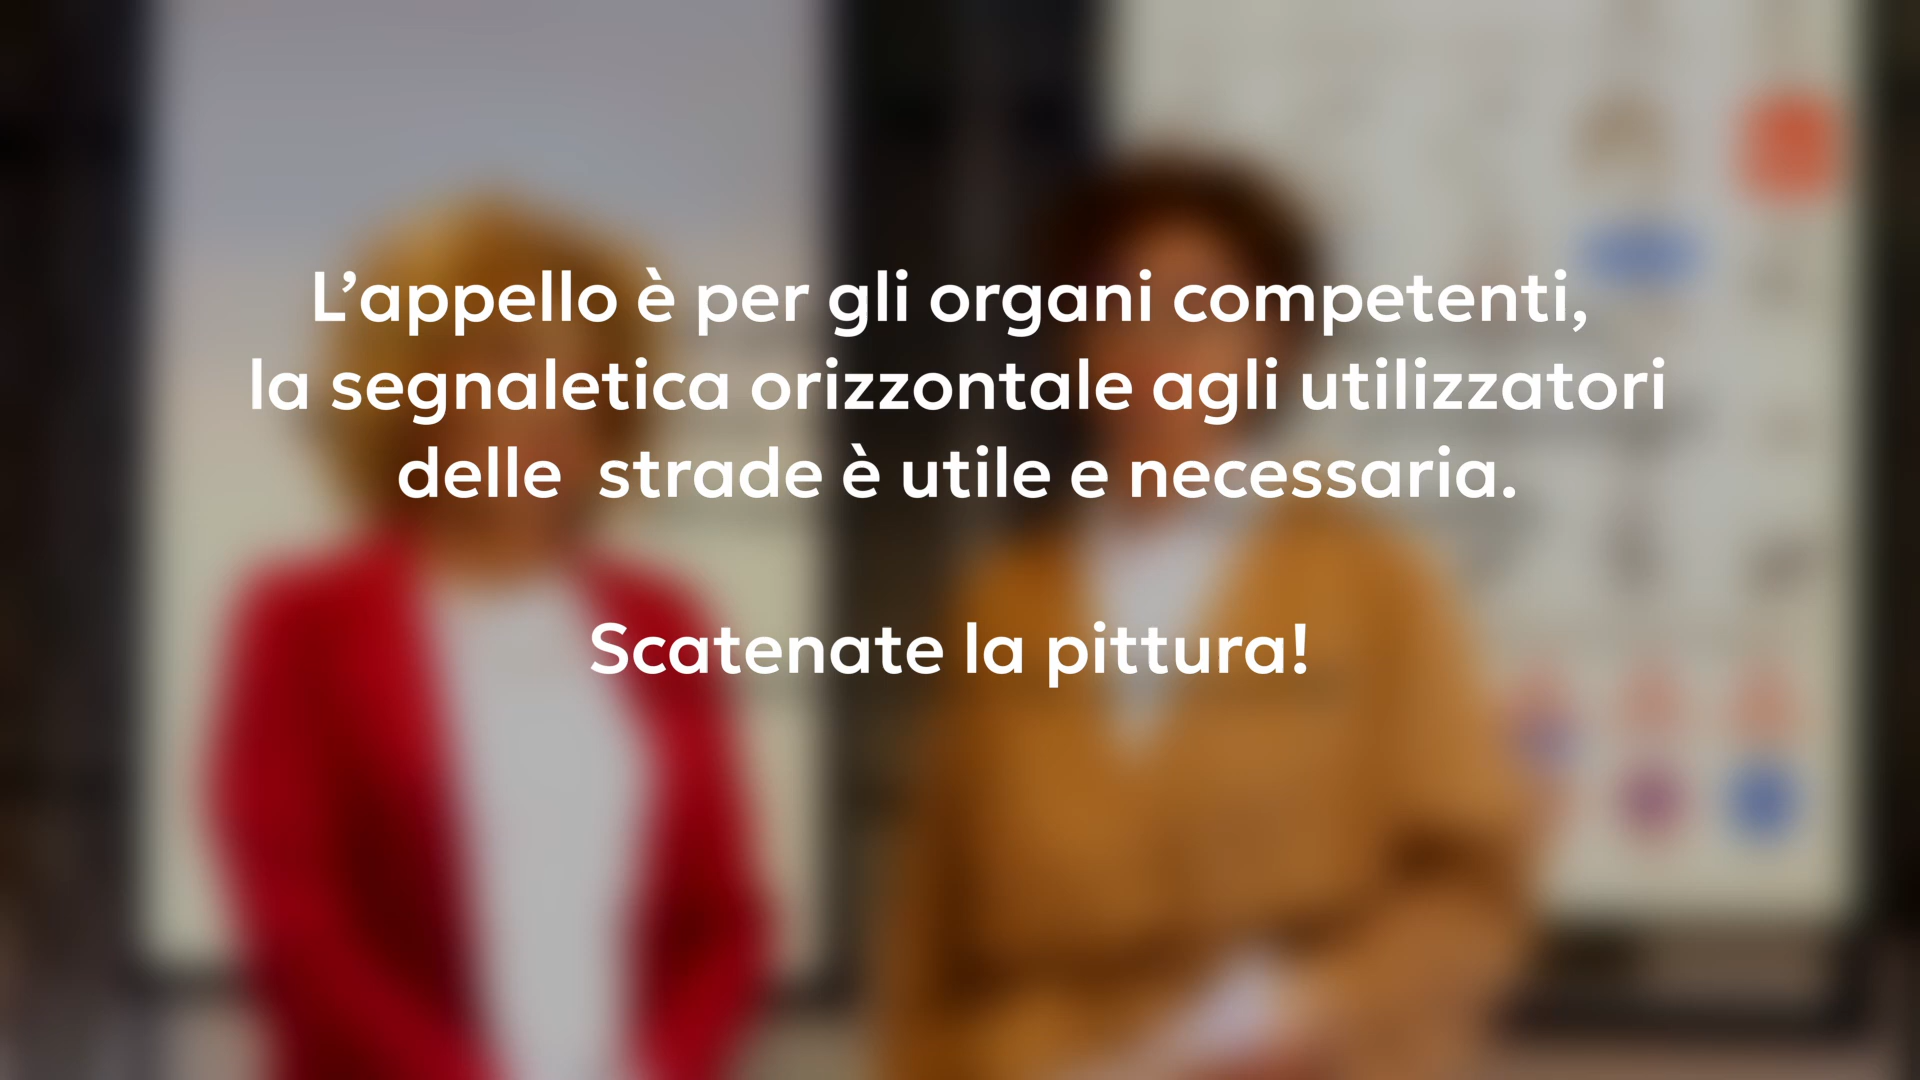 L’appello è per gli organi competenti,
la segnaletica orizzontale agli utilizzatori
delle  strade è utile e necessaria.
Scatenate la pittura!